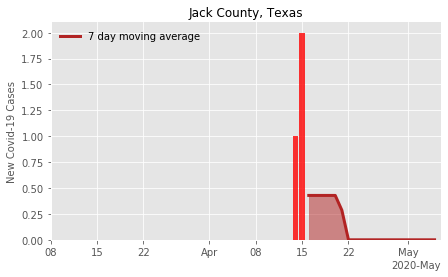 Jack County, Texas
7 day moving average
New Covid-19 Cases
2.00
1.75
1.50
1.25
1.00
0.75
0.50
0.25
0.00
08 15 22 Apr 08 15 22 May
2020-May